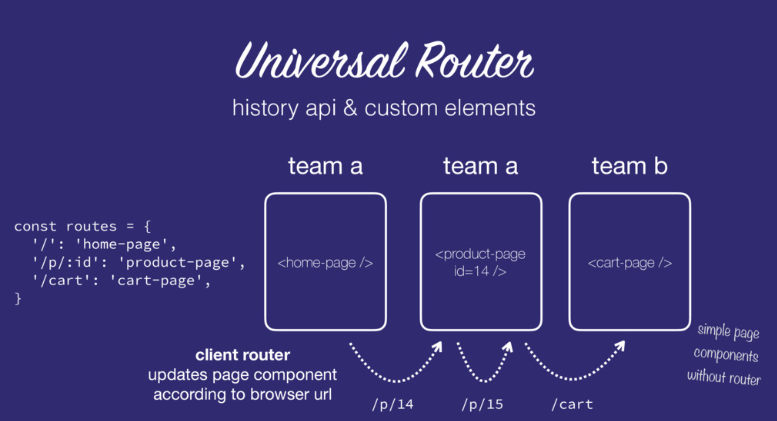 Universal Router
history api & custom elements
team a
team a
team b
const routes = {
'/': 'home-page',
'/p/:id': 'product-page',
'/cart': 'cart-page',
}
<home-page />
<product-page
id=14 />
<cart-page />
client router
updates page component
according to browser url
/p/14
/p/15
/cart
simple page
components
without router